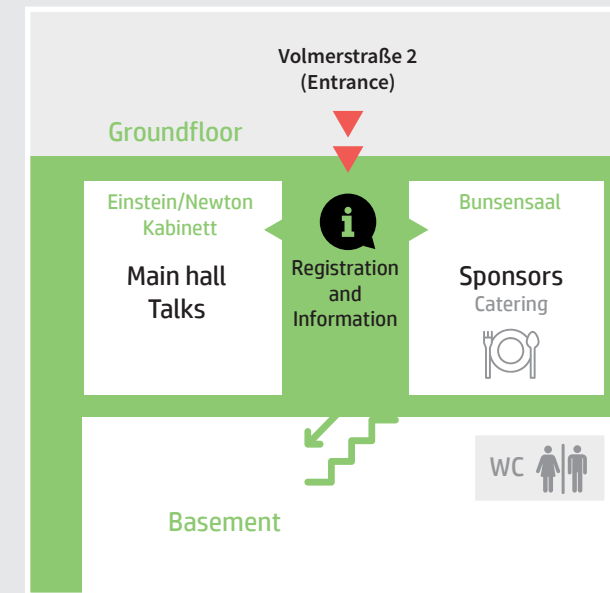 Volmerstraße 2
(Entrance)
Groundfloor
Einstein/Newton
Kabinett
Main hall
Talks
i
Registration
and
Information
Bunsensaal
Sponsors
Catering
WC
Basement